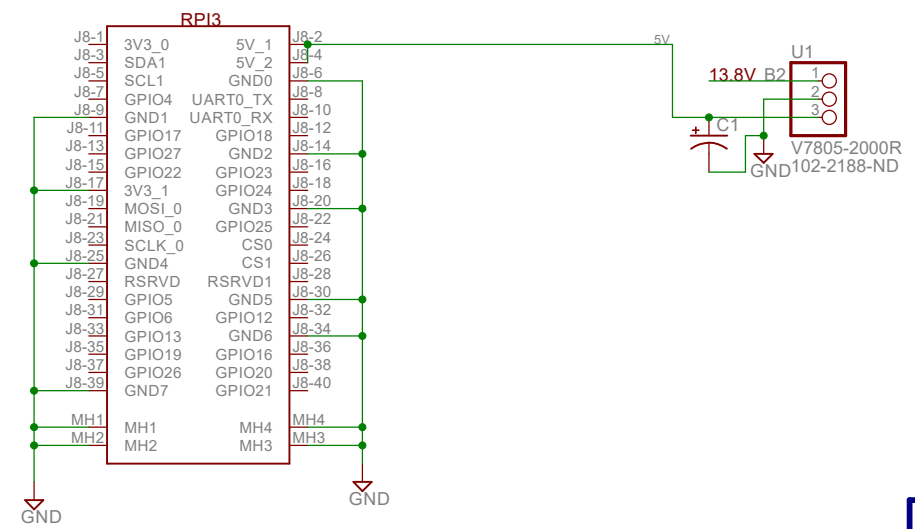 RPI3
J8-1 3V3_0 5V_1 J8-2
J8-3 SDA1 5V_2 J8-4
J8-5 SCL1 GND0 J8-6
J8-7 GPIO4 UART0_TX J8-8
J8-9 GND1 UART0_RX J8-10
J8-11 GPIO17 GPIO18 J8-12
J8-13 GPIO27 GND2 J8-14
J8-15 GPIO22 GPIO23 J8-16
J8-17 3V3_1 GPIO24 J8-18
J8-19 MOSI_0 GND3 J8-20
J8-21 MISO_0 GPIO25 J8-22
J8-23 SCLK_0 CS0 J8-24
J8-25 GND4 CS1 J8-26
J8-27 RSRVD RSRVD1 J8-28
J8-29 GPIO5 GND5 J8-30
J8-31 GPIO6 GPIO12 J8-32
J8-33 GPIO13 GND6 J8-34
J8-35 GPIO19 GPIO16 J8-36
J8-37 GPIO26 GPIO20 J8-38
J8-39 GND7 GPIO21 J8-40
MH1 MH1 MH4 MH4
MH2 MH2 MH3 MH3
GND
GND
5V
U1
13.8V B2 1
2
3
+ C1
GND
V7805-2000R
102-2188-ND